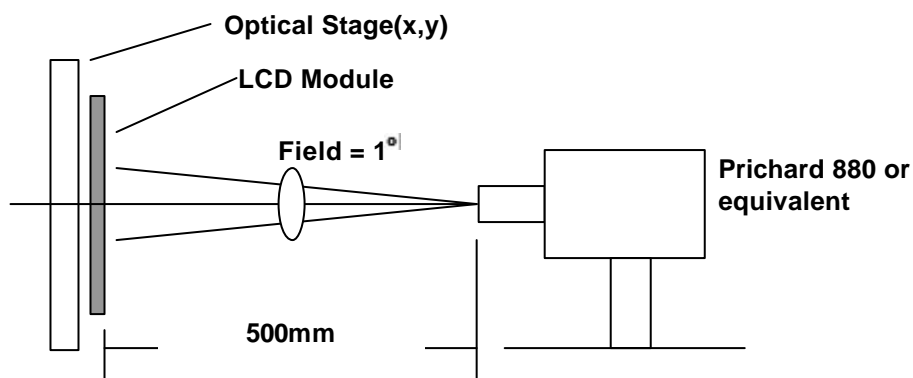 Optical Stage(x,y)
LCD Module
Field = 1°
Prichard 880 or
equivalent
500mm